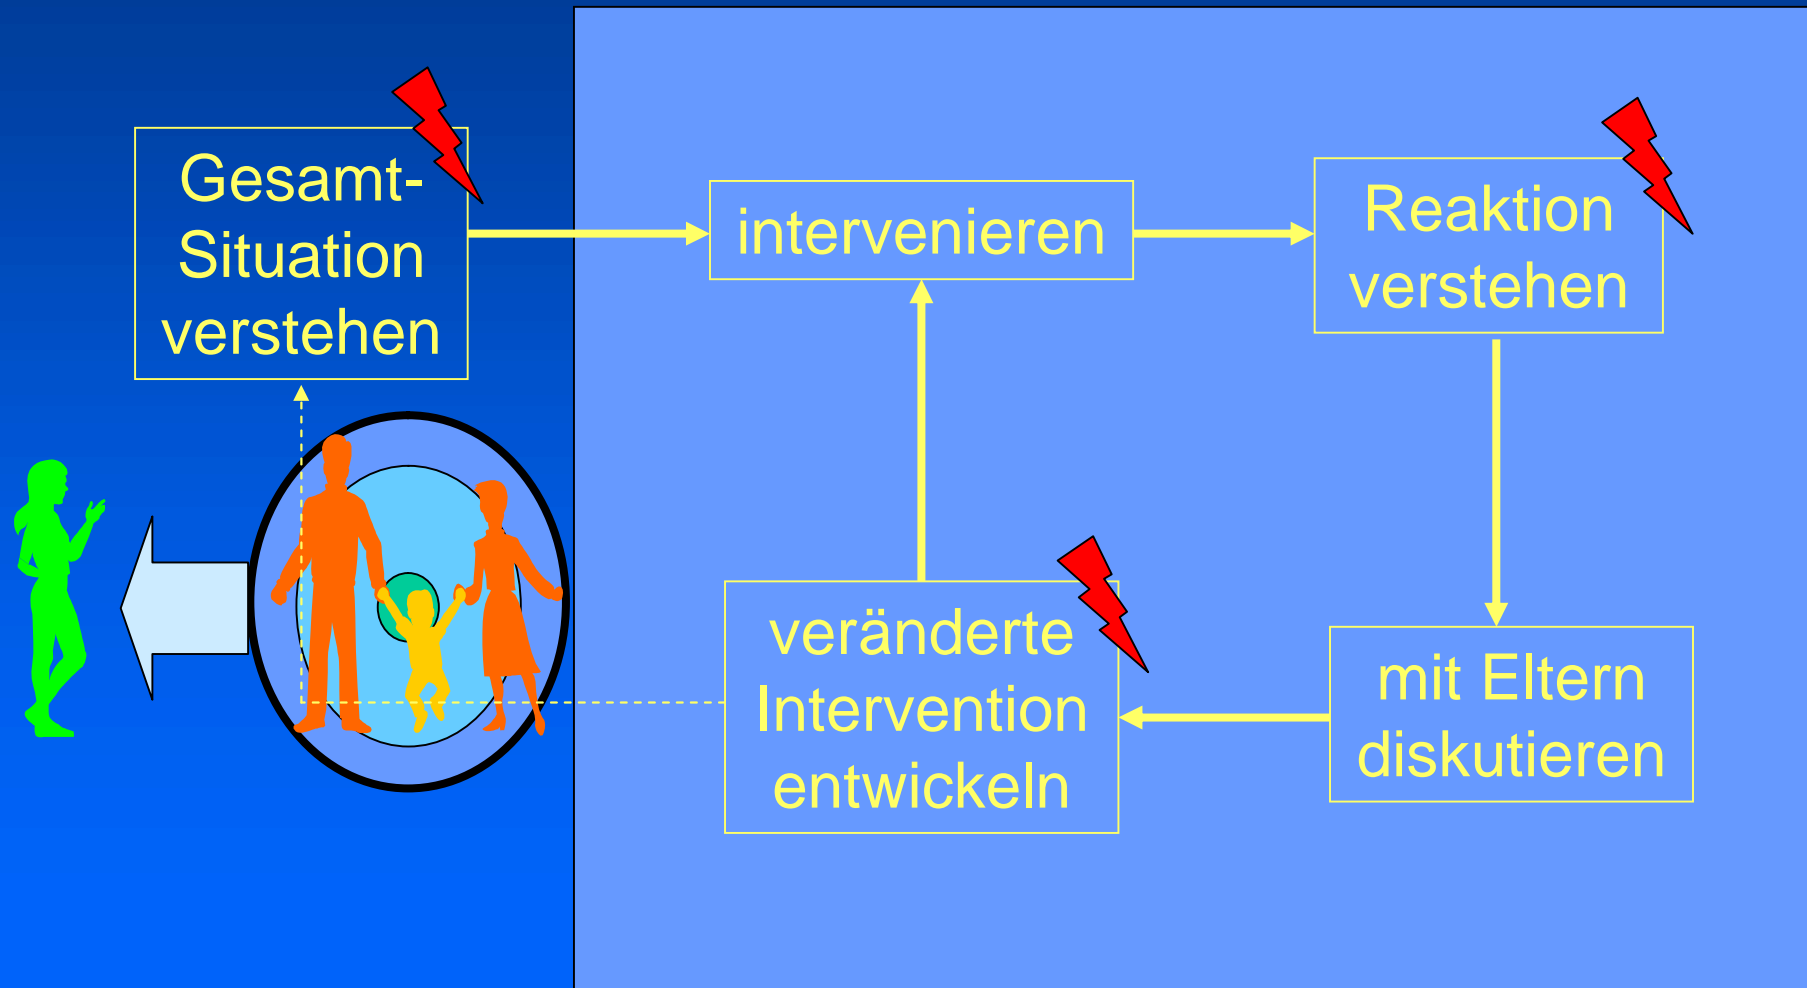 Gesamt-
Situation
verstehen
intervenieren
Reaktion
verstehen
mit Eltern
diskutieren
veränderte
Intervention
entwickeln